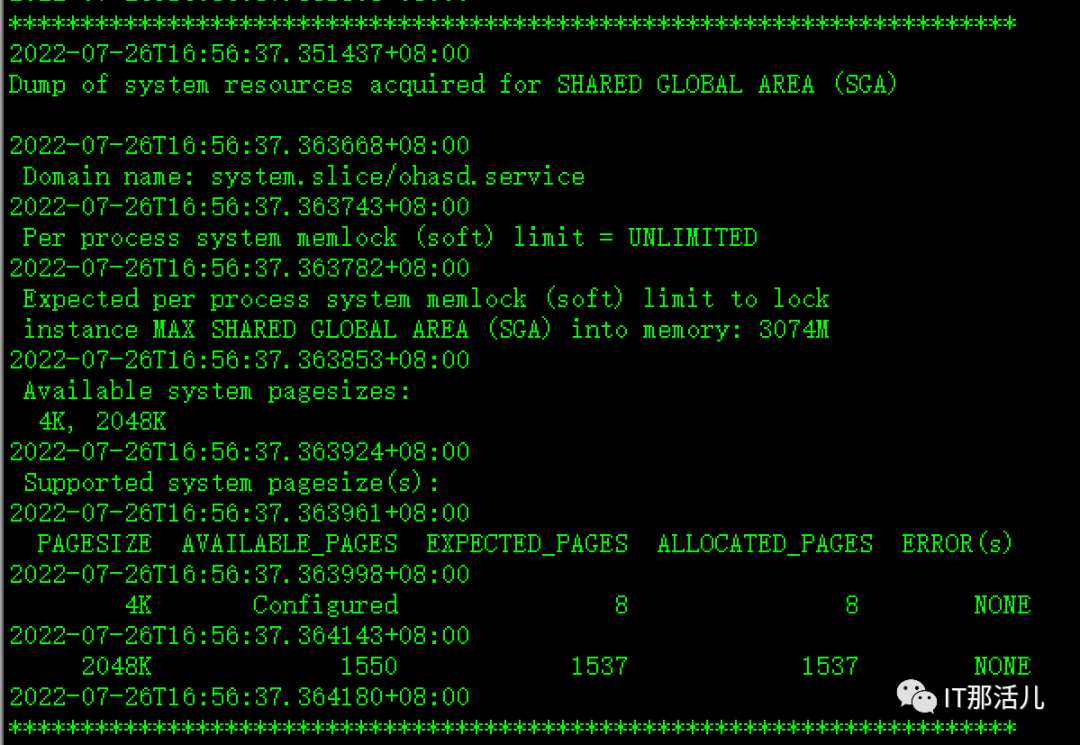 ********************************************************************
2022-07-26T16:56:37.351437+08:00
Dump of system resources acquired for SHARED GLOBAL AREA (SGA)
2022-07-26T16:56:37.363668+08:00
Domain name: system.slice/ohasd.service
2022-07-26T16:56:37.363743+08:00
Per process system memlock (soft) limit = UNLIMITED
2022-07-26T16:56:37.363782+08:00
Expected per process system memlock (soft) limit to lock
instance MAX SHARED GLOBAL AREA (SGA) into memory: 3074M
2022-07-26T16:56:37.363853+08:00
Available system pagesizes:
4K, 2048K
2022-07-26T16:56:37.363924+08:00
Supported system pagesize(s):
2022-07-26T16:56:37.363961+08:00
PAGESIZE AVAILABLE_PAGES EXPECTED_PAGES ALLOCATED_PAGES ERROR(s)
2022-07-26T16:56:37.363998+08:00
4K Configured 8 8 NONE
2022-07-26T16:56:37.364143+08:00
2048K 1550 1537 1537 NONE
2022-07-26T16:56:37.364180+08:00
IT那活儿
********************************************************************